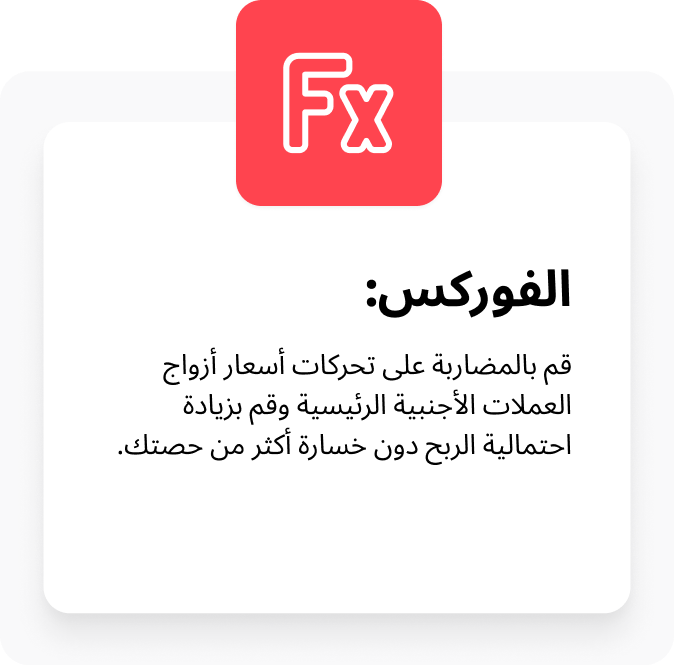 Fx
الفوركس:
قم بالمضاربة على تحركات أسعار أزواج
العملات الأجنبية الرئيسية وقم بزيادة
احتمالية الربح دون خسارة أكثر من حصتك.